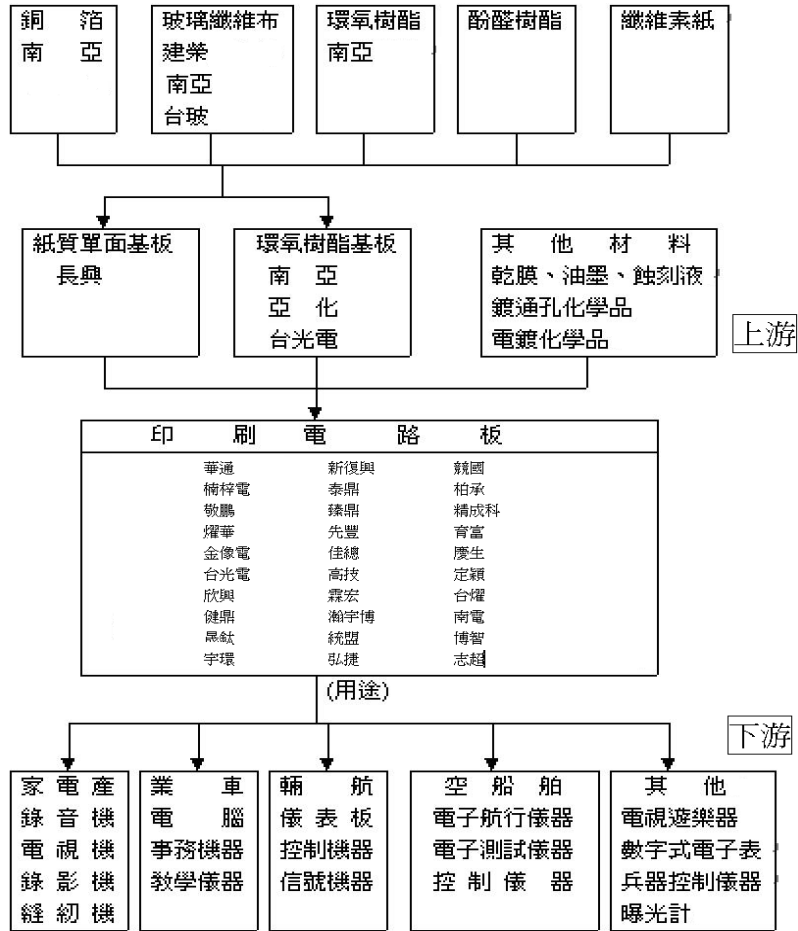 銅 箔
南 亞
玻璃纖維布
建榮
南亞
台玻
環氧樹酯
南亞
酚醛樹酯
纖維素紙
紙質單面基板
長興
環氧樹酯基板
南 亞
亞 化
台光電
其 他 材 料
乾膜、油墨、蝕刻液
鍍通孔化學品
電鍍化學品
上游
印 刷 電 路 板
華通 新復興 競國
楠梓電 泰鼎 柏承
敬鵬 臻鼎 精成科
燿華 先豐 育富
金像電 佳總 慶生
台光電 高技 定穎
欣興 霖宏 台燿
健鼎 瀚宇博 南電
晟鈦 統盟 博智
宇環 弘捷 志超
(用途)
下游
家 電 產
錄 音 機
電 視 機
錄 影 機
縫 紉 機
業 車
電 腦
事務機器
教學儀器
輛 航
儀 表 板
控制機器
信號機器
空 船 舶
電子航行儀器
電子測試儀器
控 制 儀 器
其 他
電視遊樂器
數字式電子表
兵器控制儀器
曝光計